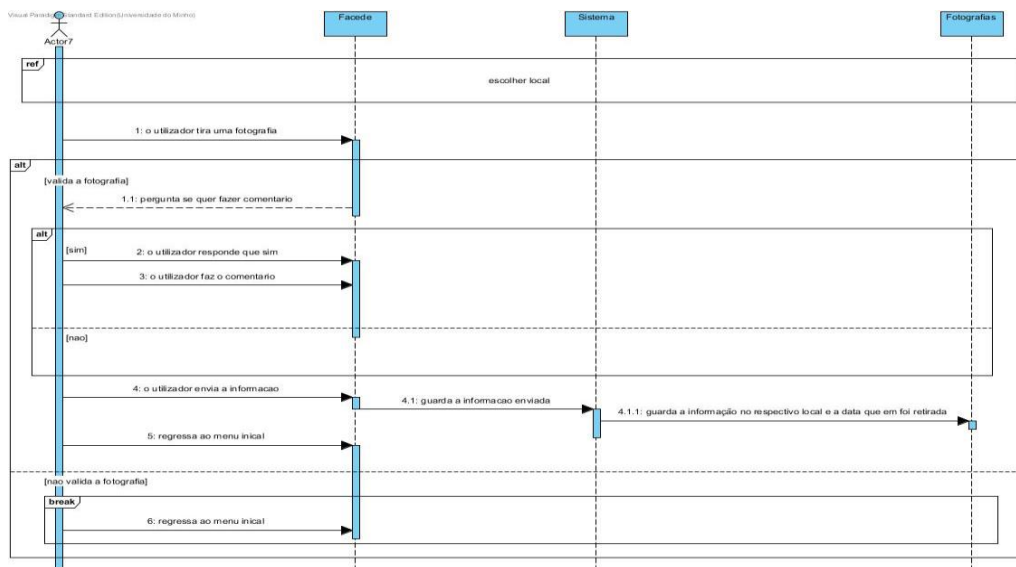 Visual Paradigm Standard Edition(Universidade do Minho)
Actor7
Facede
Sistema
Fotografias
ref
escolher local
1: o utilizador tira uma fotografia
alt
[valida a fotografia]
1.1: pergunta se quer fazer comentario
alt
[sim]
2: o utilizador responde que sim
3: o utilizador faz o comentario
[nao]
4: o utilizador envia a informacao
4.1: guarda a informacao enviada
4.1.1: guarda a informação no respectivo local e a data que em foi retirada
5: regressa ao menu inical
[nao valida a fotografia]
break
6: regressa ao menu inical